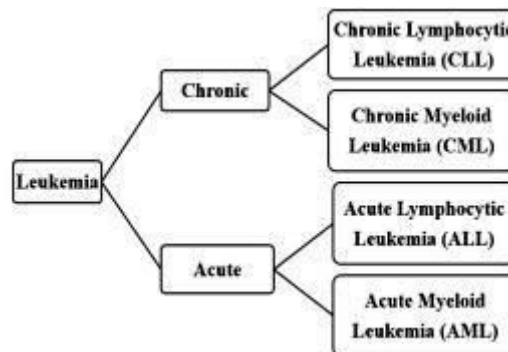 Chronic Lymphocytic
Leukemia (CLL)
Chronic
Chronic Myeloid
Leukemia (CML)
Leukemia
Acute Lymphocytic
Leukemia (ALL)
Acute
Acute Myeloid
Leukemia (AML)